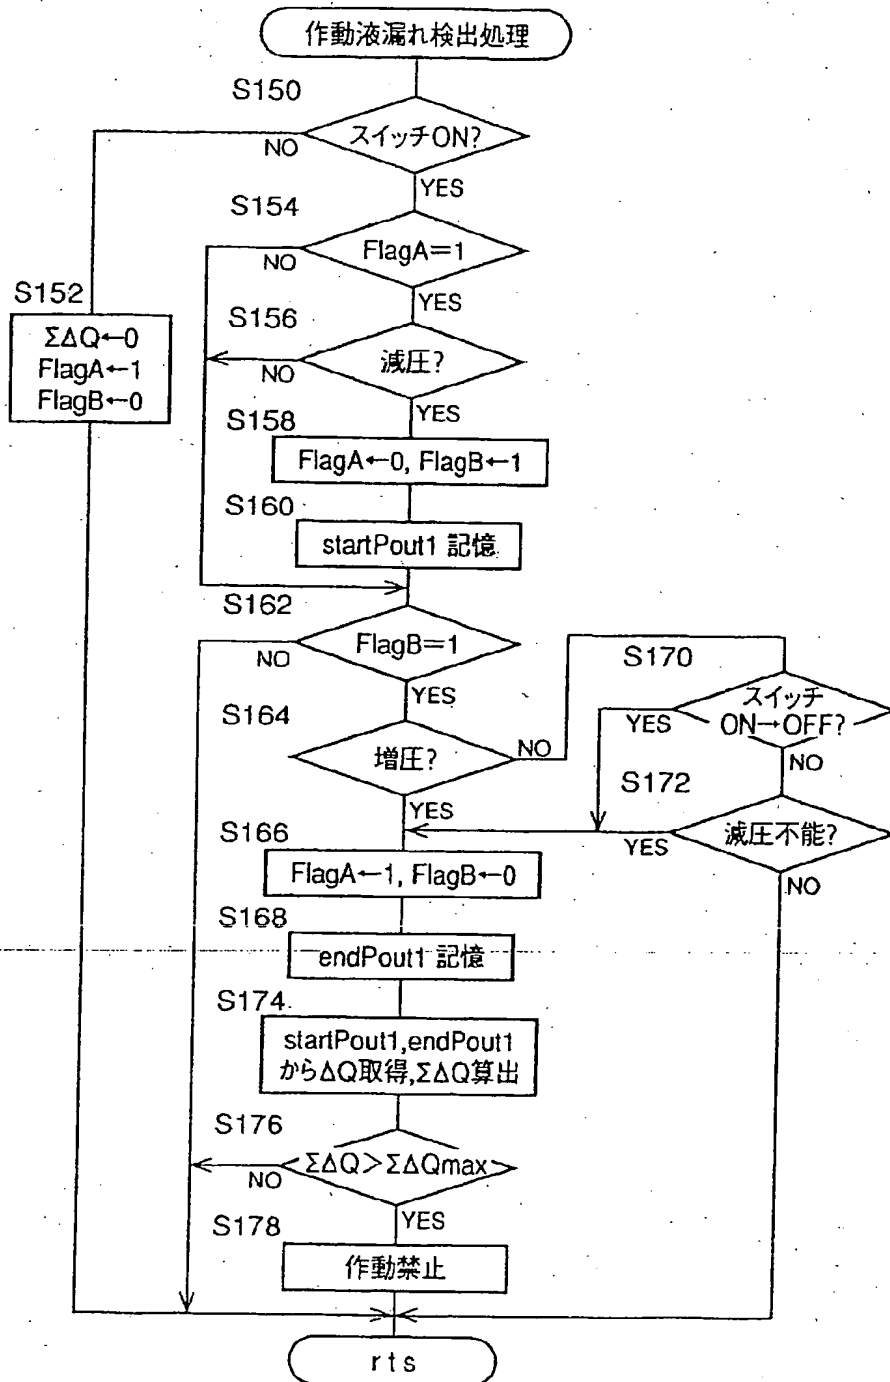 作動液漏れ検出処理
S150
スイッチON?
NO
YES
S154
FlagA=1
NO
YES
S152
ΣΔQ←0
FlagA←1
FlagB←0
S156
減圧?
NO
YES
S158
FlagA←0, FlagB←1
S160
startPout1 記憶
S162
FlagB=1
NO
YES
S170
スイッチ
ON→OFF?
YES
NO
S164
増圧?
NO
YES
S172
減圧不能?
YES
NO
S166
FlagA←1, FlagB←0
S168
endPout1 記憶
S174
startPout1,endPout1
からΔQ取得,ΣΔQ算出
S176
ΣΔQ>ΣΔQmax
NO
YES
S178
作動禁止
rts